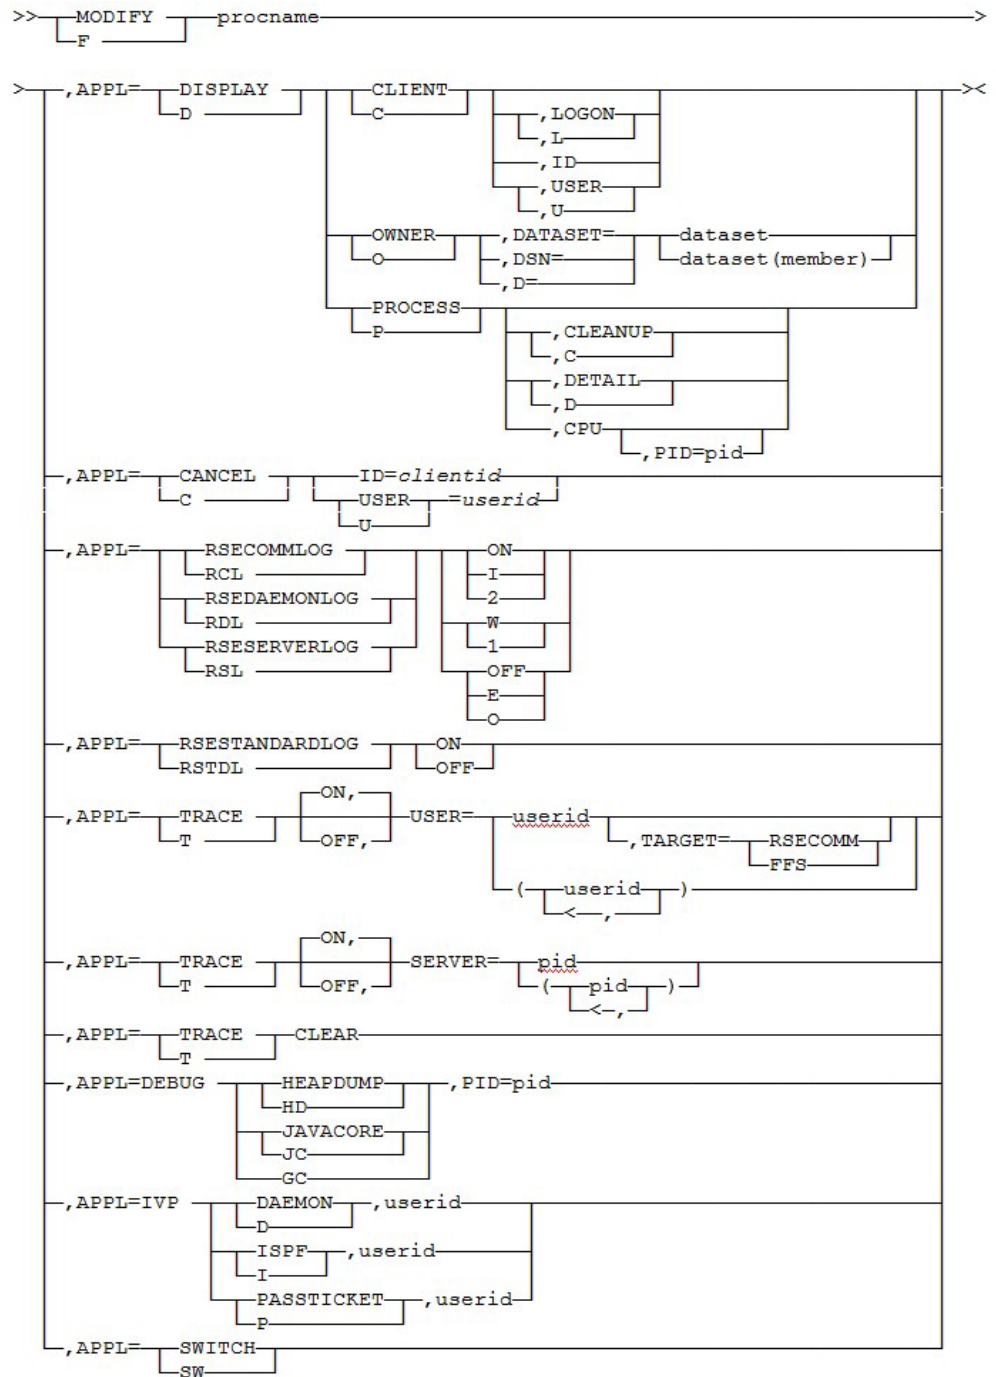 >> MODIFY procname >
F
> ,APPL= DISPLAY CLIENT ><
D C ,LOGON
,L
,ID
,USER
,U
OWNER ,DATASET= dataset
O ,DSN= dataset(member)
,D=
PROCESS
P ,CLEANUP
,C
,DETAIL
,D
,CPU
,PID=pid
,APPL= CANCEL ID=clientid
C USER =userid
U
,APPL= RSECOMMLOG ON
RCL I
RSEDAEMONLOG 2
RDL W
RSESERVERLOG 1
RSL OFF
E
O
,APPL= RSESTANDARDLOG ON
RSTDL OFF
ON,
,APPL= TRACE USER= userid
T OFF, ,TARGET= RSECOMM
FFS
( userid )
< ,
ON,
,APPL= TRACE SERVER= pid
T OFF, ( pid )
< ,
,APPL= TRACE CLEAR
T
,APPL=DEBUG HEAPDUMP ,PID=pid
HD
JAVACORE
JC
GC
,APPL=IVP DAEMON ,userid
D
ISPF ,userid
I
PASSTICKET ,userid
P
,APPL= SWITCH
SW